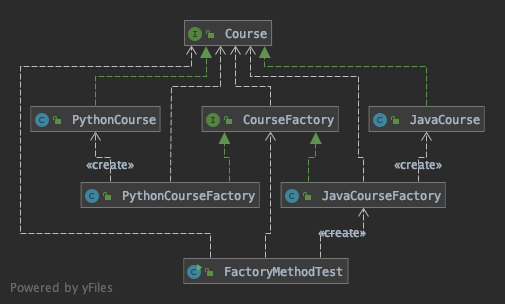 I Course
C PythonCourse
I CourseFactory
C JavaCourse
«create»
«create»
C PythonCourseFactory
C JavaCourseFactory
«create»
C FactoryMethodTest
Powered by yFiles